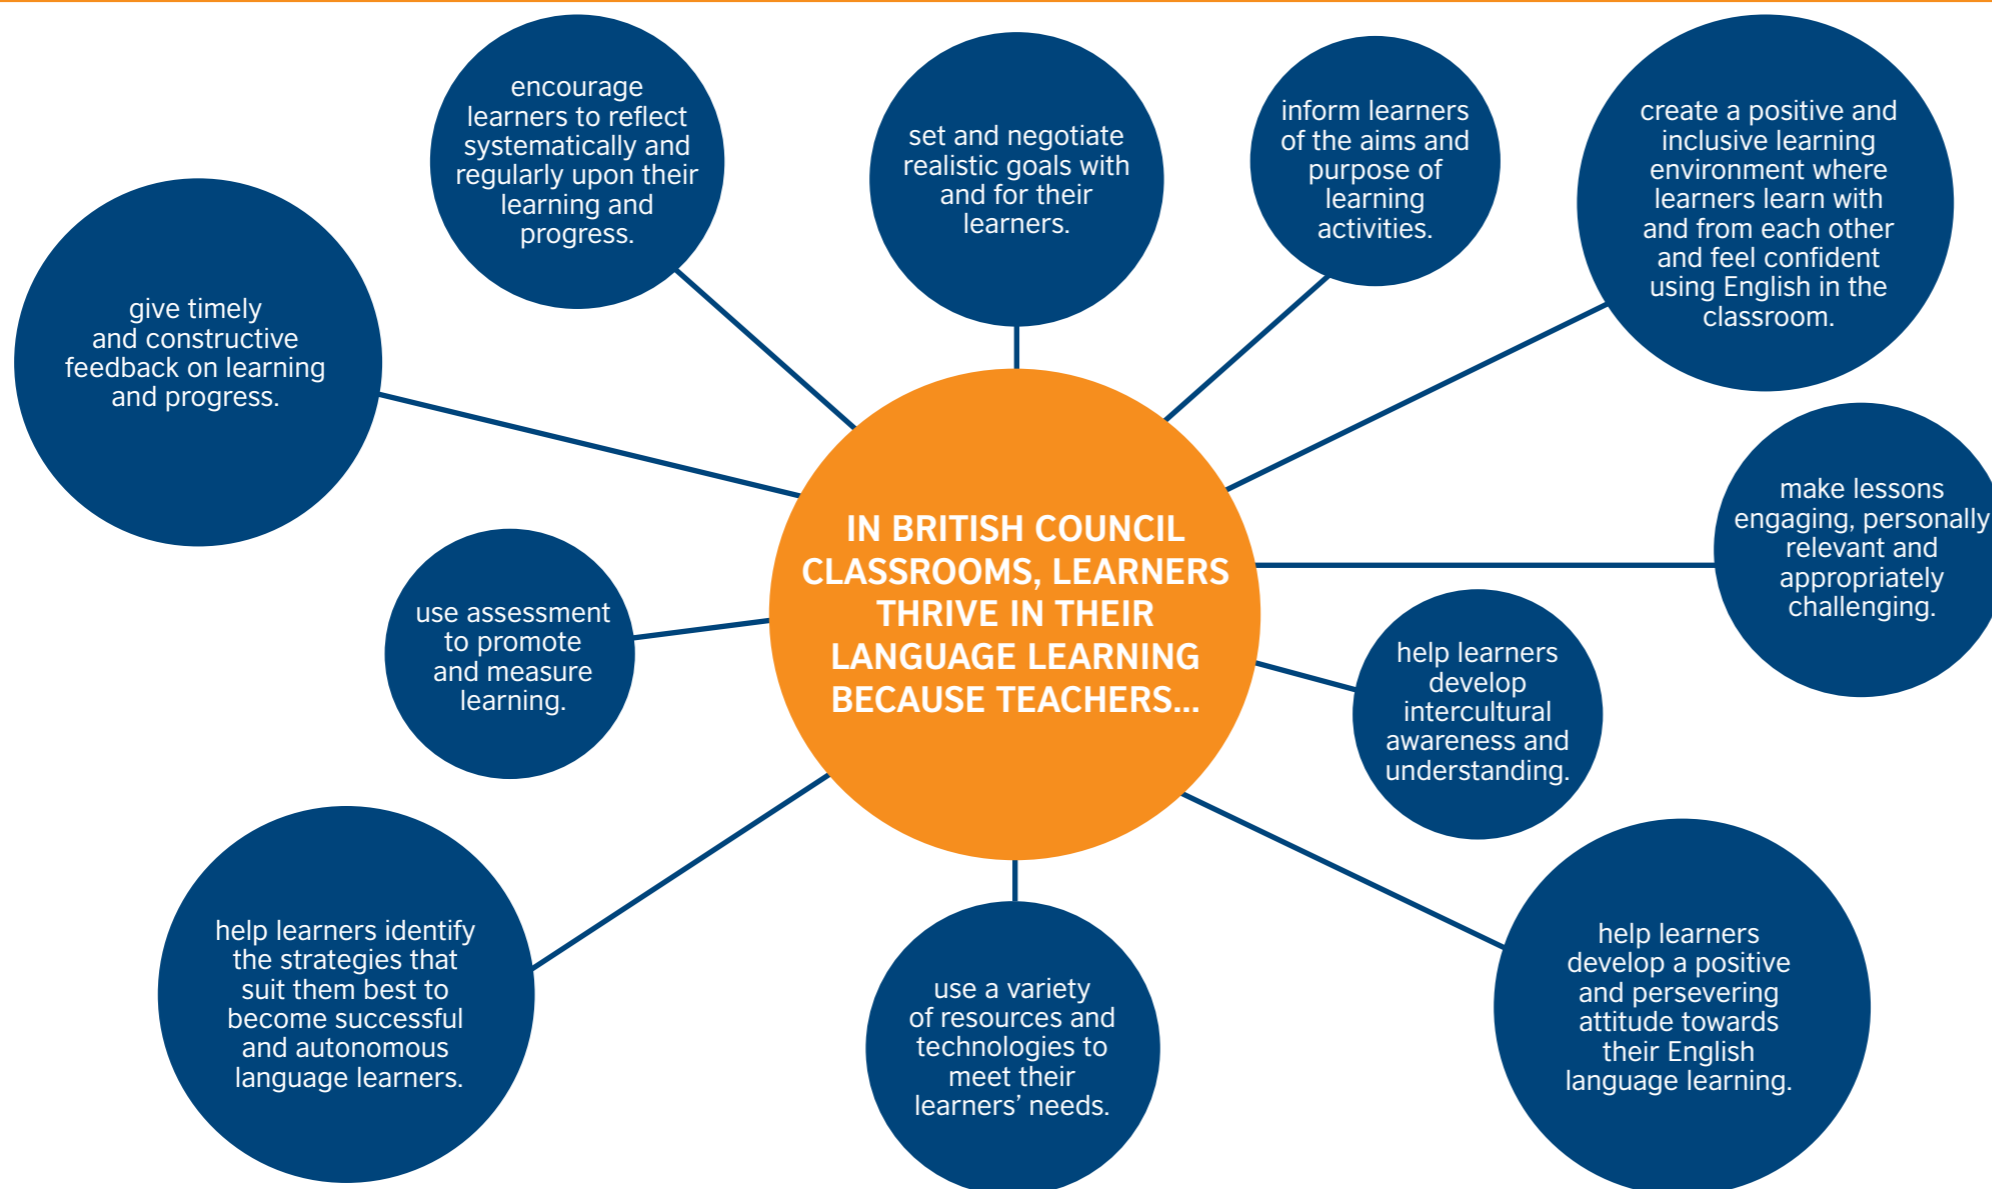 encourage
learners to reflect
systematically and
regularly upon their
learning and
progress.
set and negotiate
realistic goals with
and for their
learners.
inform learners
of the aims and
purpose of
learning
activities.
create a positive and
inclusive learning
environment where
learners learn with
and from each other
and feel confident
using English in the
classroom.
give timely
and constructive
feedback on learning
and progress.
IN BRITISH COUNCIL
CLASSROOMS, LEARNERS
THRIVE IN THEIR
LANGUAGE LEARNING
BECAUSE TEACHERS...
make lessons
engaging, personally
relevant and
appropriately
challenging.
use assessment
to promote
and measure
learning.
help learners
develop
intercultural
awareness and
understanding.
help learners identify
the strategies that
suit them best to
become successful
and autonomous
language learners.
use a variety
of resources and
technologies to
meet their
learners’ needs.
help learners
develop a positive
and persevering
attitude towards
their English
language learning.